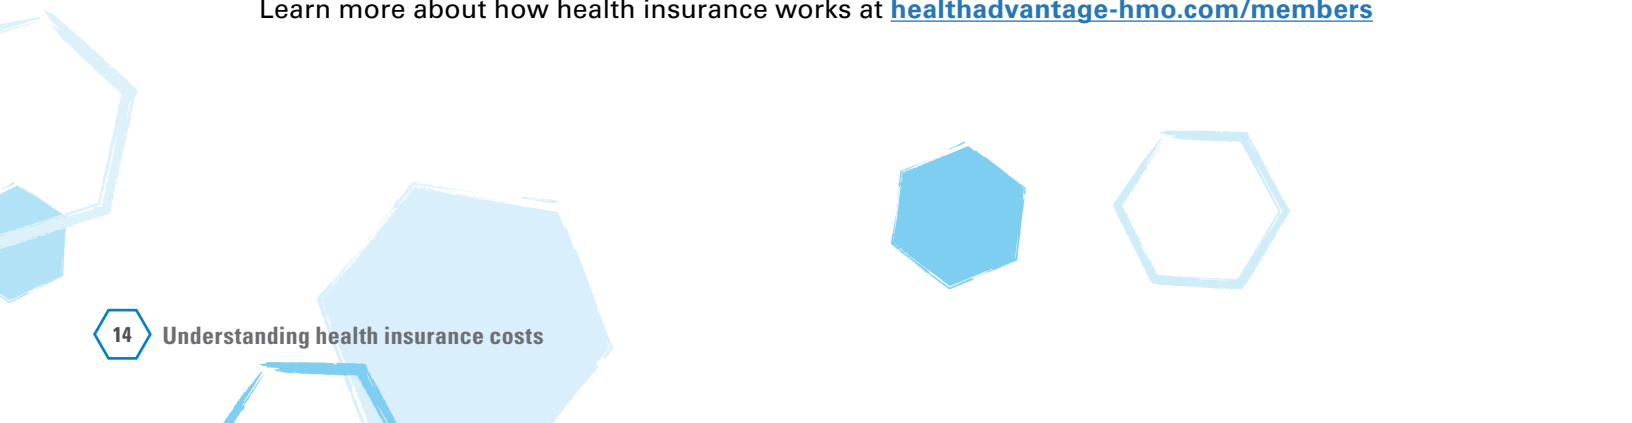 Learn more about how health insurance works at healthadvantage-hmo.com/members
14 Understanding health insurance costs